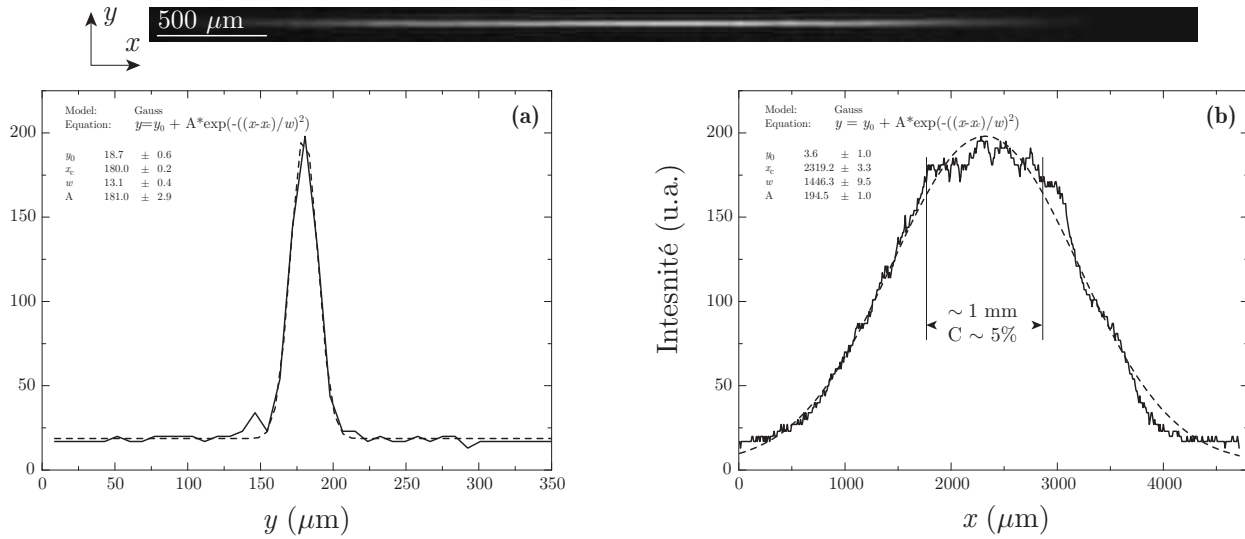 y
x
500 μm
(a)
Model: Gauss
Equation: y=y₀ + A*exp(-((x-x꜀)/w)²)
y₀ 18.7 ± 0.6
x꜀ 180.0 ± 0.2
w 13.1 ± 0.4
A 181.0 ± 2.9
200
150
100
50
0
0 50 100 150 200 250 300 350
y (μm)
(b)
Model: Gauss
Equation: y = y₀ + A*exp(-((x-x꜀)/w)²)
y₀ 3.6 ± 1.0
x꜀ 2319.2 ± 3.3
w 1446.3 ± 9.5
A 194.5 ± 1.0
Intesnité (u.a.)
200
150
100
50
0
∼ 1 mm
C ∼ 5%
0 1000 2000 3000 4000
x (μm)